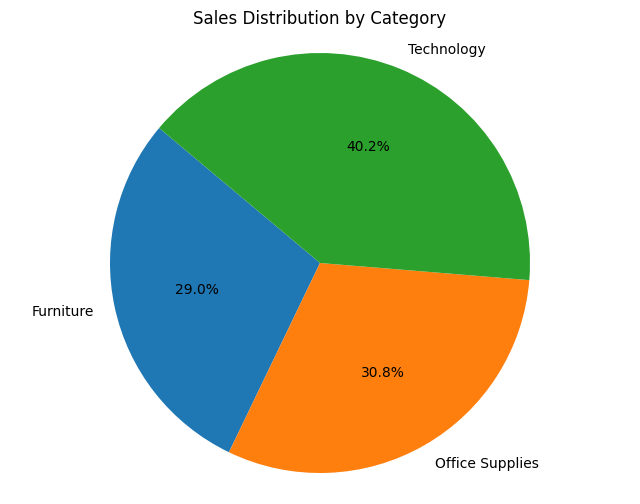 Sales Distribution by Category
Technology
40.2%
29.0%
Furniture
30.8%
Office Supplies